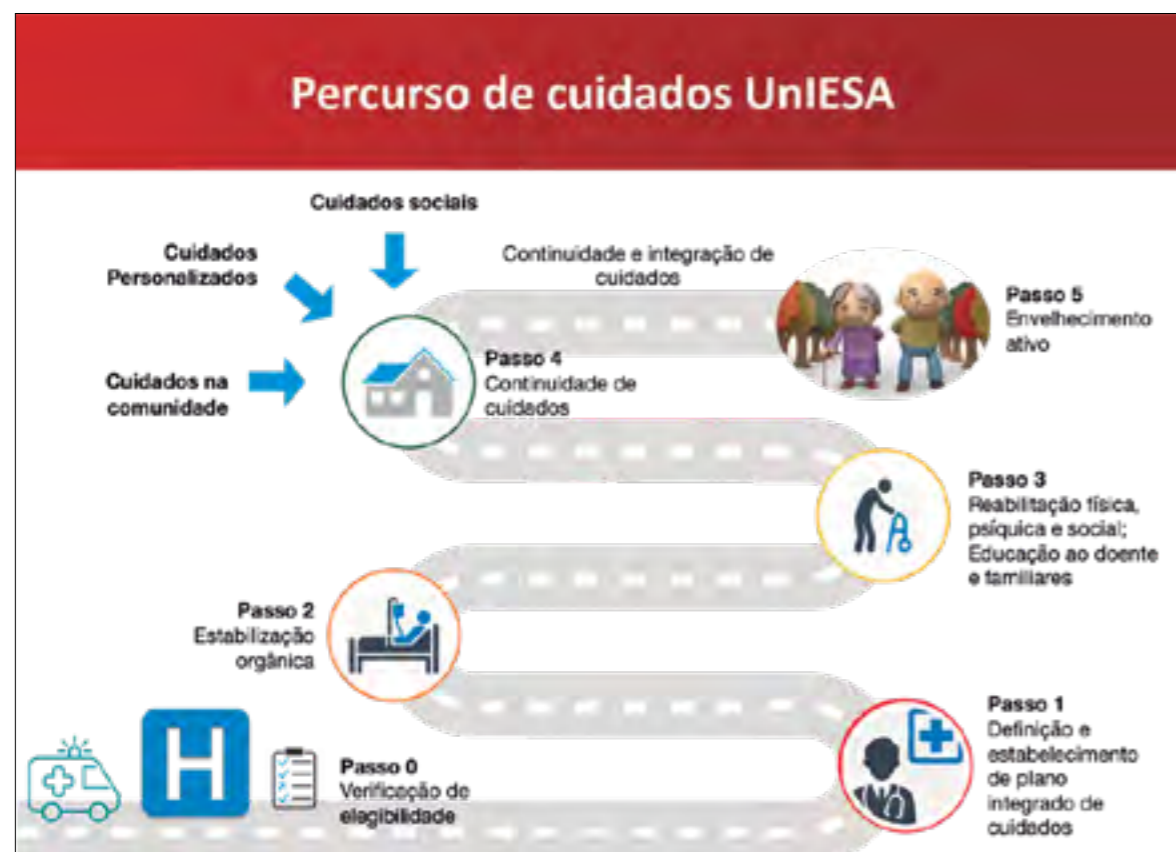 Percurso de cuidados UnIESA
Cuidados sociais
Cuidados
Personalizados
Cuidados na
comunidade
Continuidade e integração de
cuidados
Passo 5
Envelhecimento
ativo
Passo 4
Continuidade de
cuidados
Passo 3
Reabilitação física,
psíquica e social;
Educação ao doente
e familiares
Passo 2
Estabilização
orgânica
Passo 1
Definição e
estabelecimento
de plano
integrado de
cuidados
H
Passo 0
Verificação de
elegibilidade